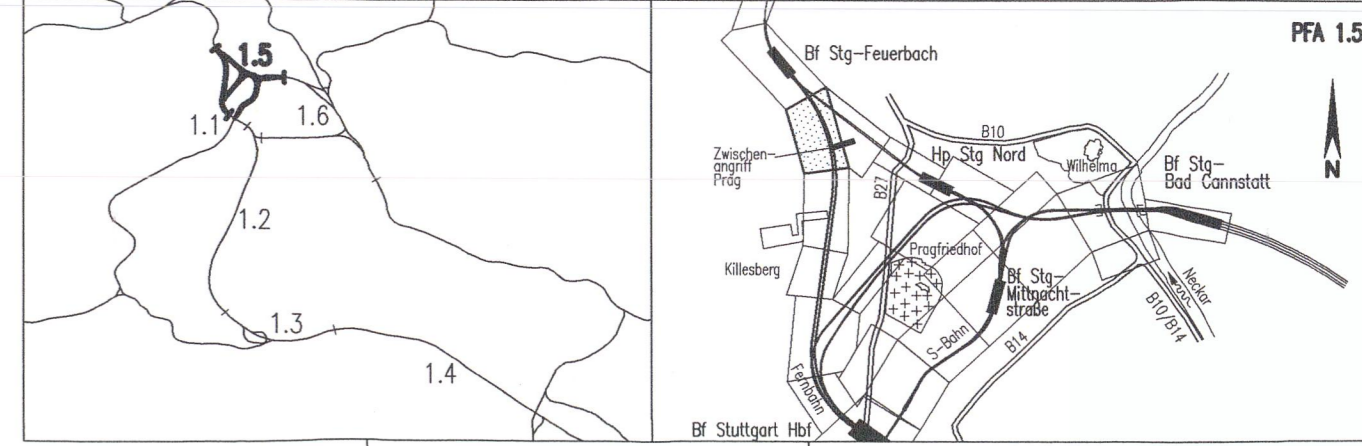 1.5
1.6
1.1
1.2
1.3
1.4
PFA 1.5
Bf Stg-Feuerbach
B10
Zwischen-
angriff
Prag
Hp Stg Nord
Wilhelma
Bf Stg-
Bad Cannstatt
N
B27
Killesberg
Pragfriedhof
Bf Stg-
Mittnacht-
straße
Neckar
B10/B14
S-Bahn
B14
Fernbahn
Bf Stuttgart Hbf